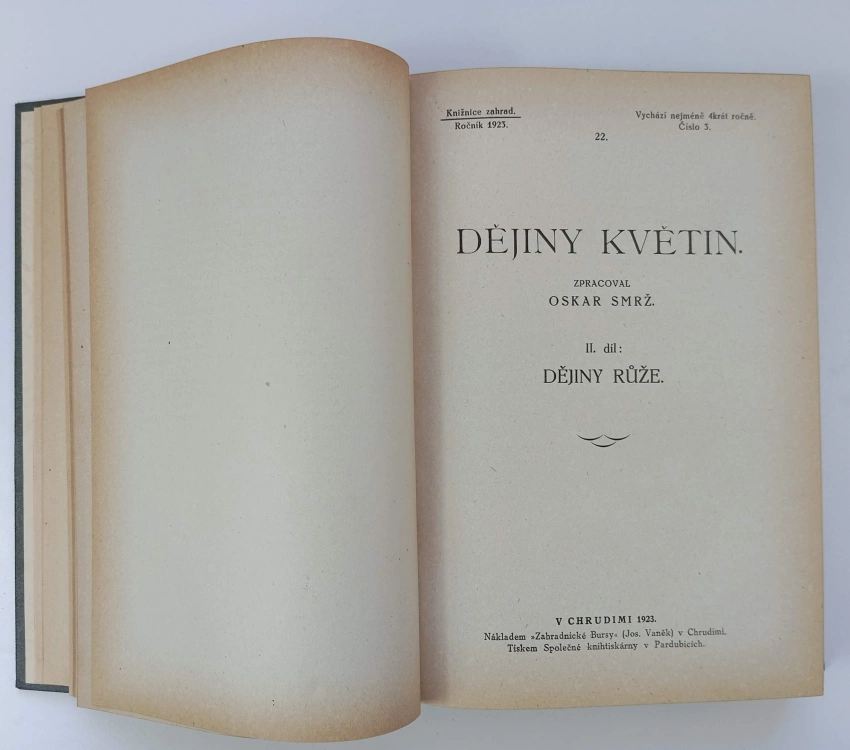 Knižnice zahrad.
Ročník 1923.
Vychází nejméně 4krát ročně.
Číslo 3.
22.
DĚJINY KVĚTIN.
ZPRACOVAL
OSKAR SMRŽ.
II. díl:
DĚJINY RŮŽE.
V CHRUDIMI 1923.
Nákladem »Zahradnické Bursy« (Jos. Vaněk) v Chrudimi.
Tiskem Společné knihtiskárny v Pardubicích.